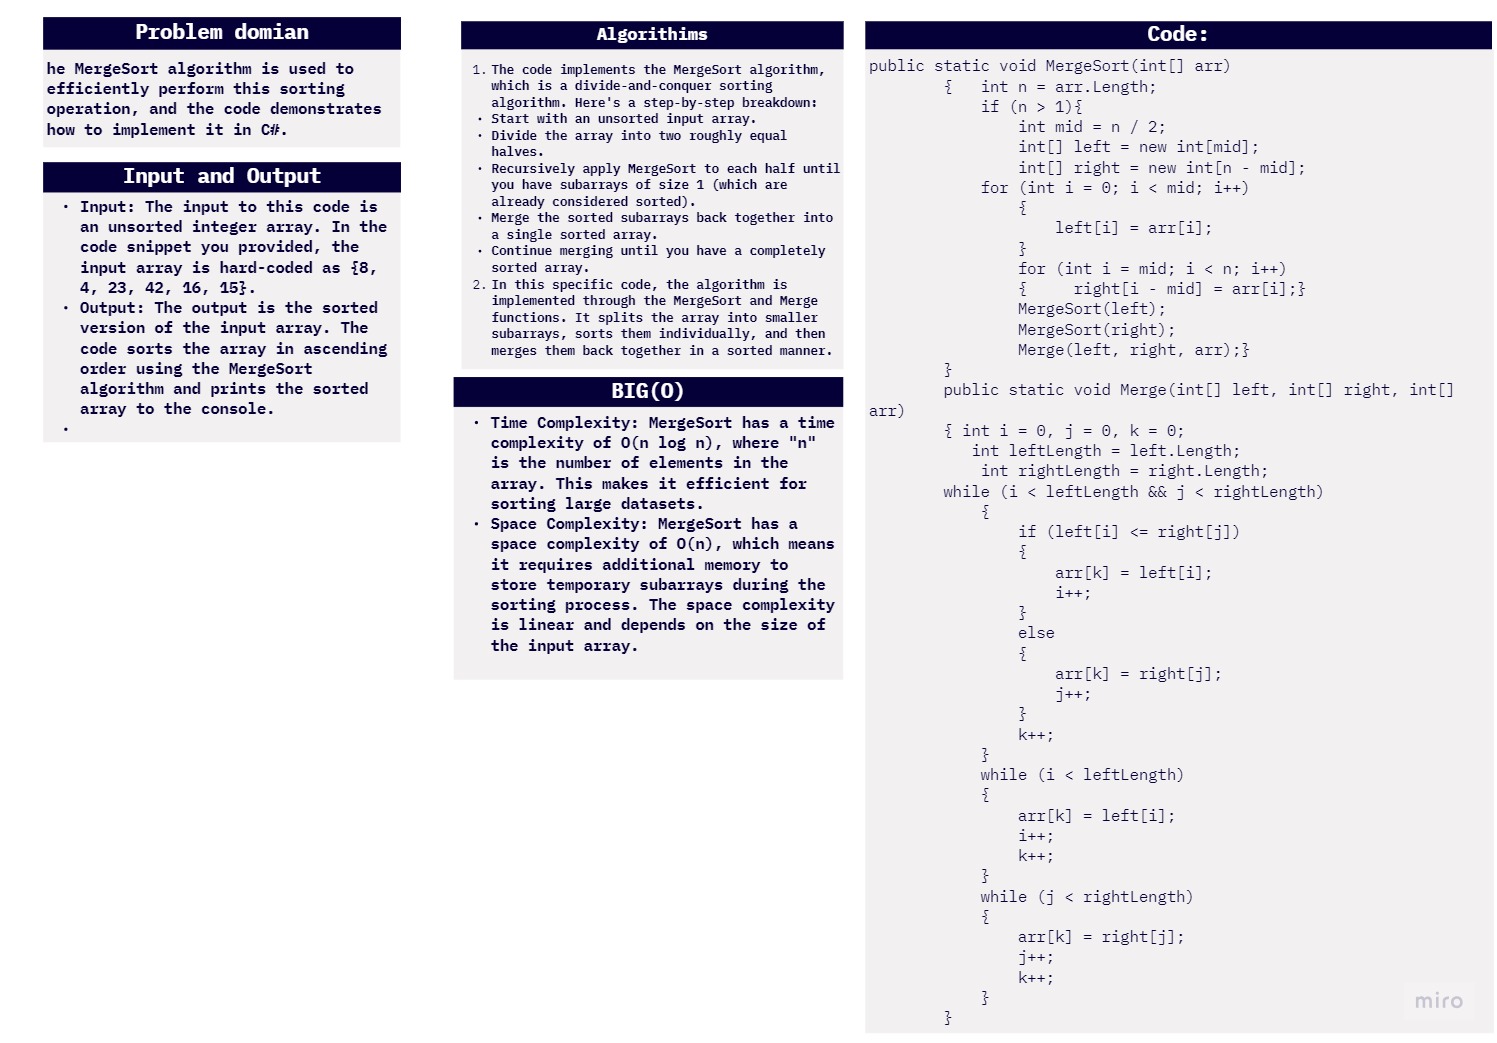 Problem domian
he MergeSort algorithm is used to
efficiently perform this sorting
operation, and the code demonstrates
how to implement it in C#.
Input and Output
· Input: The input to this code is
an unsorted integer array. In the
code snippet you provided, the
input array is hard-coded as {8,
4, 23, 42, 16, 15}.
· Output: The output is the sorted
version of the input array. The
code sorts the array in ascending
order using the MergeSort
algorithm and prints the sorted
array to the console.
·
Algorithims
1. The code implements the MergeSort algorithm,
which is a divide-and-conquer sorting
algorithm. Here's a step-by-step breakdown:
· Start with an unsorted input array.
· Divide the array into two roughly equal
halves.
· Recursively apply MergeSort to each half until
you have subarrays of size 1 (which are
already considered sorted).
· Merge the sorted subarrays back together into
a single sorted array.
· Continue merging until you have a completely
sorted array.
2. In this specific code, the algorithm is
implemented through the MergeSort and Merge
functions. It splits the array into smaller
subarrays, sorts them individually, and then
merges them back together in a sorted manner.
BIG(O)
· Time Complexity: MergeSort has a time
complexity of O(n log n), where "n"
is the number of elements in the
array. This makes it efficient for
sorting large datasets.
· Space Complexity: MergeSort has a
space complexity of O(n), which means
it requires additional memory to
store temporary subarrays during the
sorting process. The space complexity
is linear and depends on the size of
the input array.
Code:
public static void MergeSort(int[] arr)
{   int n = arr.Length;
if (n > 1){
int mid = n / 2;
int[] left = new int[mid];
int[] right = new int[n - mid];
for (int i = 0; i < mid; i++)
{
left[i] = arr[i];
}
for (int i = mid; i < n; i++)
{     right[i - mid] = arr[i];}
MergeSort(left);
MergeSort(right);
Merge(left, right, arr);}
}
public static void Merge(int[] left, int[] right, int[]
arr)
{ int i = 0, j = 0, k = 0;
int leftLength = left.Length;
int rightLength = right.Length;
while (i < leftLength && j < rightLength)
{
if (left[i] <= right[j])
{
arr[k] = left[i];
i++;
}
else
{
arr[k] = right[j];
j++;
}
k++;
}
while (i < leftLength)
{
arr[k] = left[i];
i++;
k++;
}
while (j < rightLength)
{
arr[k] = right[j];
j++;
k++;
}
}
miro